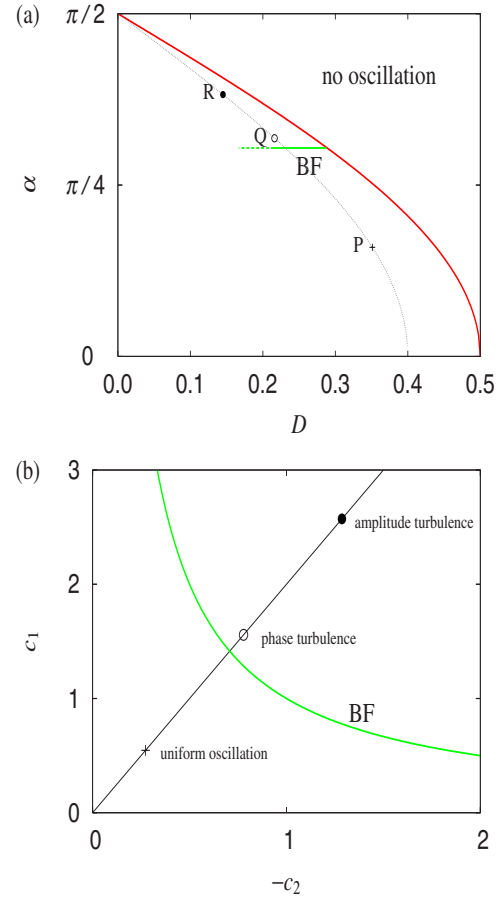 (a)
π/2
no oscillation
R
Q
BF
α
π/4
P
0
0.0 0.1 0.2 0.3 0.4 0.5
D
(b)
3
amplitude turbulence
2
c1
phase turbulence
BF
1
uniform oscillation
0
0 1 2
−c2